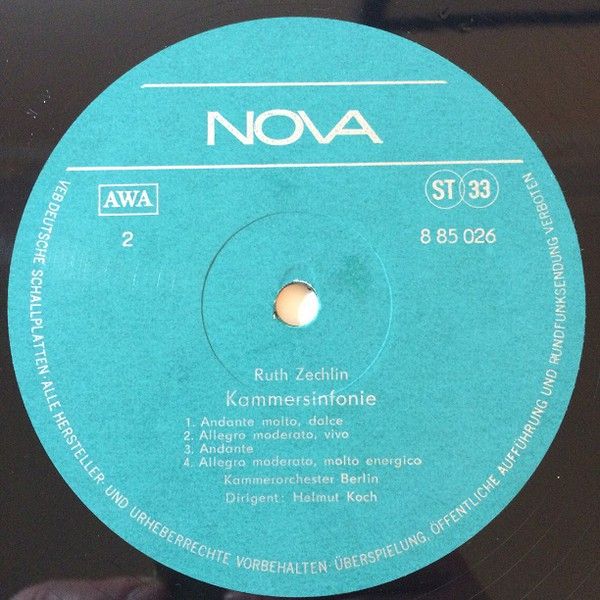 NOVA
AWA
ST 33
2
8 85 026
Ruth Zechlin
Kammersinfonie
1. Andante molto, dolce
2. Allegro moderato, vivo
3. Andante
4. Allegro moderato, molto energico
Kammerorchester Berlin
Dirigent: Helmut Koch
VEB DEUTSCHE SCHALLPLATTEN · ALLE HERSTELLER- UND URHEBERRECHTE VORBEHALTEN · ÜBERSPIELUNG, ÖFFENTLICHE AUFFÜHRUNG UND RUNDFUNKSENDUNG VERBOTEN